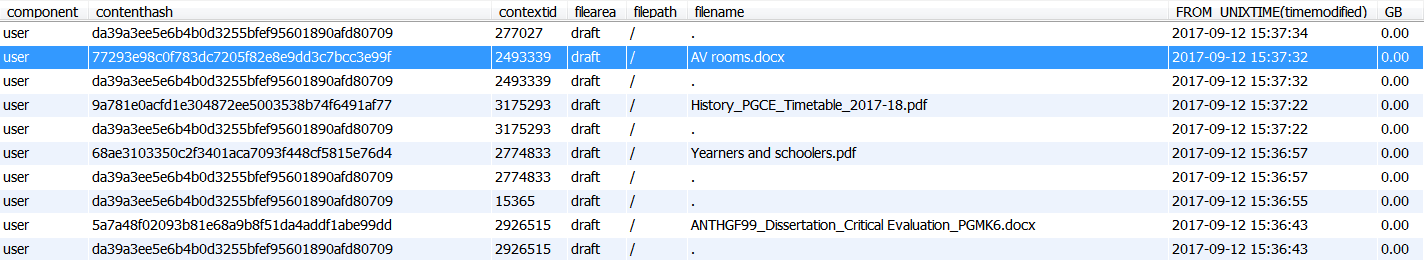 component contenthash contextid filearea filepath filename FROM_UNIXTIME(timemodified) GB
user da39a3ee5e6b4b0d3255bfef95601890afd80709 277027 draft / . 2017-09-12 15:37:34 0.00
user 77293e98c0f783dc7205f82e8e9dd3c7bcc3e99f 2493339 draft / AV rooms.docx 2017-09-12 15:37:32 0.00
user da39a3ee5e6b4b0d3255bfef95601890afd80709 2493339 draft / . 2017-09-12 15:37:32 0.00
user 9a781e0acfd1e304872ee5003538b74f6491af77 3175293 draft / History_PGCE_Timetable_2017-18.pdf 2017-09-12 15:37:22 0.00
user da39a3ee5e6b4b0d3255bfef95601890afd80709 3175293 draft / . 2017-09-12 15:37:22 0.00
user 68ae3103350c2f3401aca7093f448cf5815e76d4 2774833 draft / Yearners and schoolers.pdf 2017-09-12 15:36:57 0.00
user da39a3ee5e6b4b0d3255bfef95601890afd80709 2774833 draft / . 2017-09-12 15:36:57 0.00
user da39a3ee5e6b4b0d3255bfef95601890afd80709 15365 draft / . 2017-09-12 15:36:55 0.00
user 5a7a48f02093b81e68a9b8f51da4addf1abe99dd 2926515 draft / ANTHGF99_Dissertation_Critical Evaluation_PGMK6.docx 2017-09-12 15:36:43 0.00
user da39a3ee5e6b4b0d3255bfef95601890afd80709 2926515 draft / . 2017-09-12 15:36:43 0.00